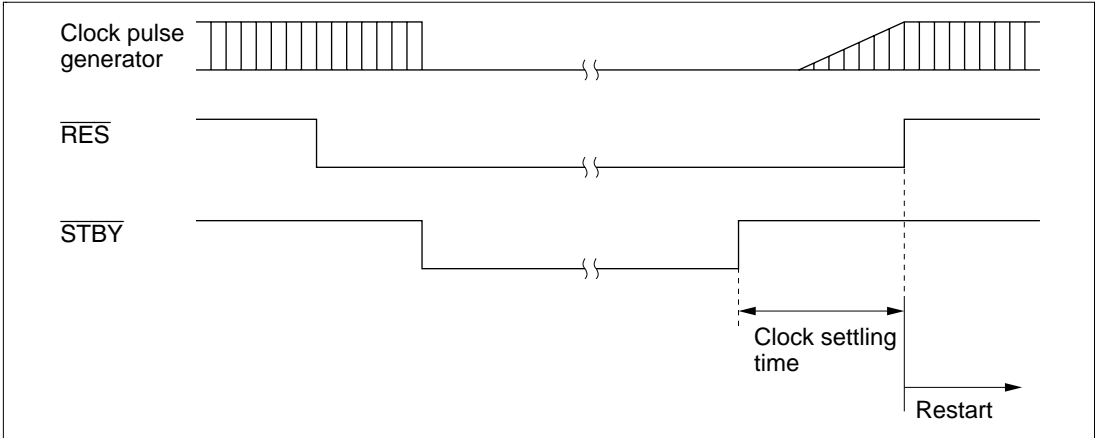 Clock pulse
generator
RES
STBY
Clock settling
time
Restart